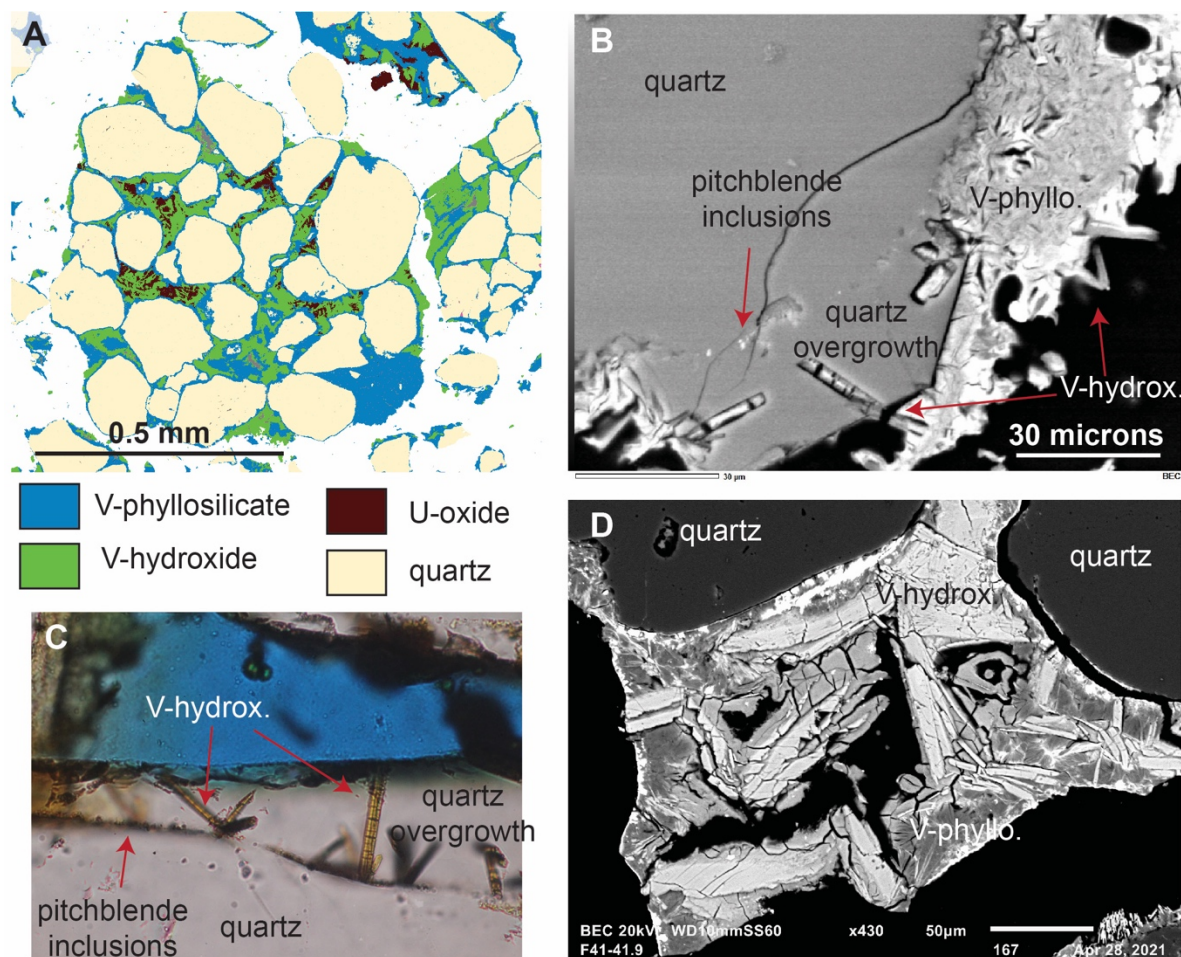 A
0.5 mm
V-phyllosilicate
U-oxide
V-hydroxide
quartz
B
quartz
pitchblende
inclusions
V-phyllo.
quartz
overgrowth
V-hydrox.
30 microns
30 µm
BEC
C
V-hydrox.
quartz
overgrowth
pitchblende
inclusions
quartz
D
quartz
quartz
V-hydrox.
V-phyllo.
BEC 20kV WD10mmSS60 x430 50µm
F41-41.9 167 Apr 28, 2021